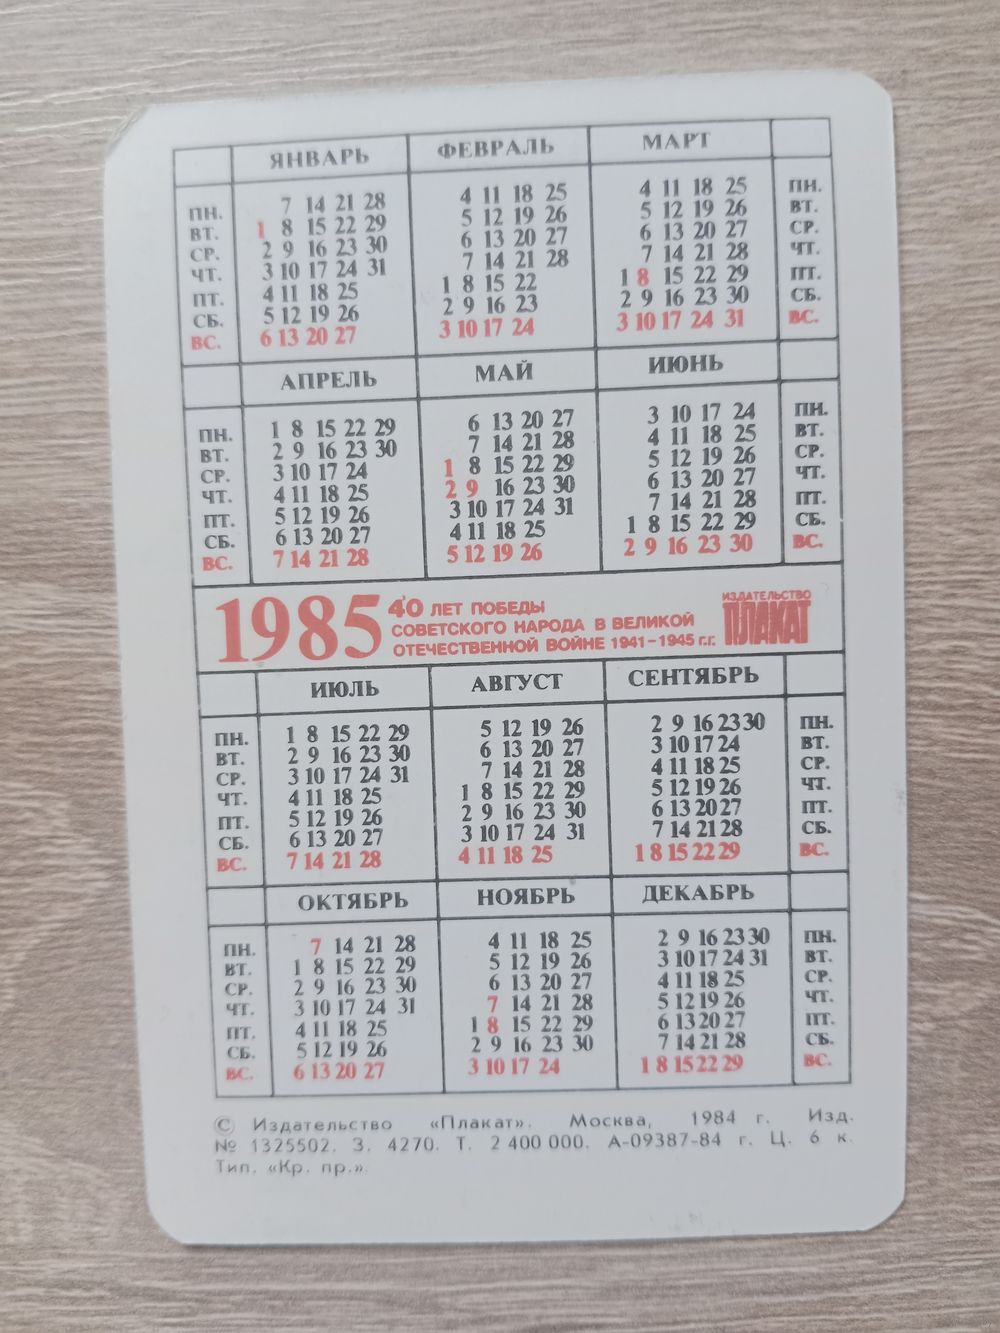 ЯНВАРЬ ФЕВРАЛЬ МАРТ
ПН. 7 14 21 28 4 11 18 25 4 11 18 25 ПН.
ВТ. 1 8 15 22 29 5 12 19 26 5 12 19 26 ВТ.
СР. 2 9 16 23 30 6 13 20 27 6 13 20 27 СР.
ЧТ. 3 10 17 24 31 7 14 21 28 7 14 21 28 ЧТ.
ПТ. 4 11 18 25 1 8 15 22 1 8 15 22 29 ПТ.
СБ. 5 12 19 26 2 9 16 23 2 9 16 23 30 СБ.
ВС. 6 13 20 27 3 10 17 24 3 10 17 24 31 ВС.
АПРЕЛЬ МАЙ ИЮНЬ
ПН. 1 8 15 22 29 6 13 20 27 3 10 17 24 ПН.
ВТ. 2 9 16 23 30 7 14 21 28 4 11 18 25 ВТ.
СР. 3 10 17 24 1 8 15 22 29 5 12 19 26 СР.
ЧТ. 4 11 18 25 2 9 16 23 30 6 13 20 27 ЧТ.
ПТ. 5 12 19 26 3 10 17 24 31 7 14 21 28 ПТ.
СБ. 6 13 20 27 4 11 18 25 1 8 15 22 29 СБ.
ВС. 7 14 21 28 5 12 19 26 2 9 16 23 30 ВС.
1985
40 ЛЕТ ПОБЕДЫ
СОВЕТСКОГО НАРОДА В ВЕЛИКОЙ
ОТЕЧЕСТВЕННОЙ ВОЙНЕ 1941-1945 г.г.
ИЗДАТЕЛЬСТВО
ПЛАКАТ
ИЮЛЬ АВГУСТ СЕНТЯБРЬ
ПН. 1 8 15 22 29 5 12 19 26 2 9 16 23 30 ПН.
ВТ. 2 9 16 23 30 6 13 20 27 3 10 17 24 ВТ.
СР. 3 10 17 24 31 7 14 21 28 4 11 18 25 СР.
ЧТ. 4 11 18 25 1 8 15 22 29 5 12 19 26 ЧТ.
ПТ. 5 12 19 26 2 9 16 23 30 6 13 20 27 ПТ.
СБ. 6 13 20 27 3 10 17 24 31 7 14 21 28 СБ.
ВС. 7 14 21 28 4 11 18 25 1 8 15 22 29 ВС.
ОКТЯБРЬ НОЯБРЬ ДЕКАБРЬ
ПН. 7 14 21 28 4 11 18 25 2 9 16 23 30 ПН.
ВТ. 1 8 15 22 29 5 12 19 26 3 10 17 24 31 ВТ.
СР. 2 9 16 23 30 6 13 20 27 4 11 18 25 СР.
ЧТ. 3 10 17 24 31 7 14 21 28 5 12 19 26 ЧТ.
ПТ. 4 11 18 25 1 8 15 22 29 6 13 20 27 ПТ.
СБ. 5 12 19 26 2 9 16 23 30 7 14 21 28 СБ.
ВС. 6 13 20 27 3 10 17 24 1 8 15 22 29 ВС.
© Издательство «Плакат». Москва, 1984 г. Изд.
№ 1325502. З. 4270. Т. 2 400 000. А-09387-84 г. Ц. 6 к.
Тип. «Кр. пр.».